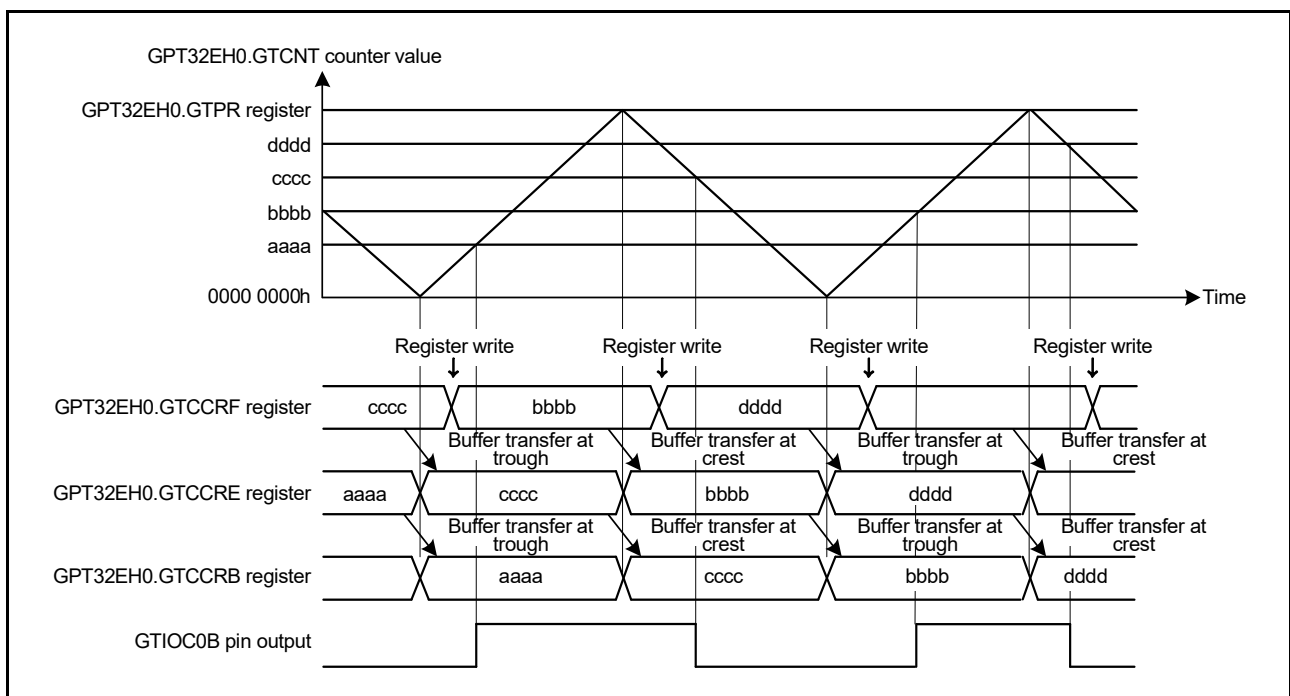 GPT32EH0.GTCNT counter value
GPT32EH0.GTPR register
dddd
cccc
bbbb
aaaa
0000 0000h
Time
Register write Register write Register write Register write
GPT32EH0.GTCCRF register cccc bbbb dddd
Buffer transfer at Buffer transfer at Buffer transfer at Buffer transfer at
trough crest trough crest
GPT32EH0.GTCCRE register aaaa cccc bbbb dddd
Buffer transfer at Buffer transfer at Buffer transfer at Buffer transfer at
trough crest trough crest
GPT32EH0.GTCCRB register aaaa cccc bbbb dddd
GTIOC0B pin output